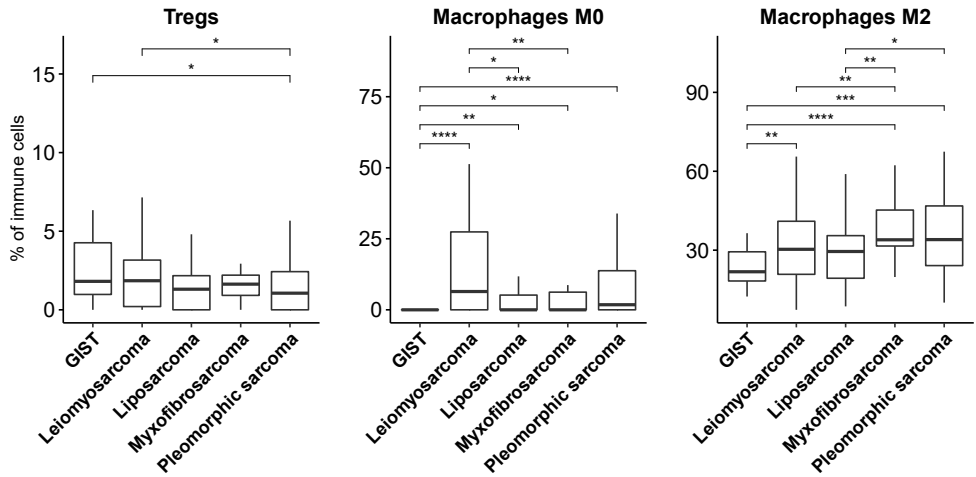 Tregs
% of immune cells
15
10
5
0
*
*
GIST
Leiomyosarcoma
Liposarcoma
Myxofibrosarcoma
Pleomorphic sarcoma
Macrophages M0
75
50
25
0
**
*
****
*
**
****
GIST
Leiomyosarcoma
Liposarcoma
Myxofibrosarcoma
Pleomorphic sarcoma
Macrophages M2
90
60
30
*
**
**
***
****
**
GIST
Leiomyosarcoma
Liposarcoma
Myxofibrosarcoma
Pleomorphic sarcoma